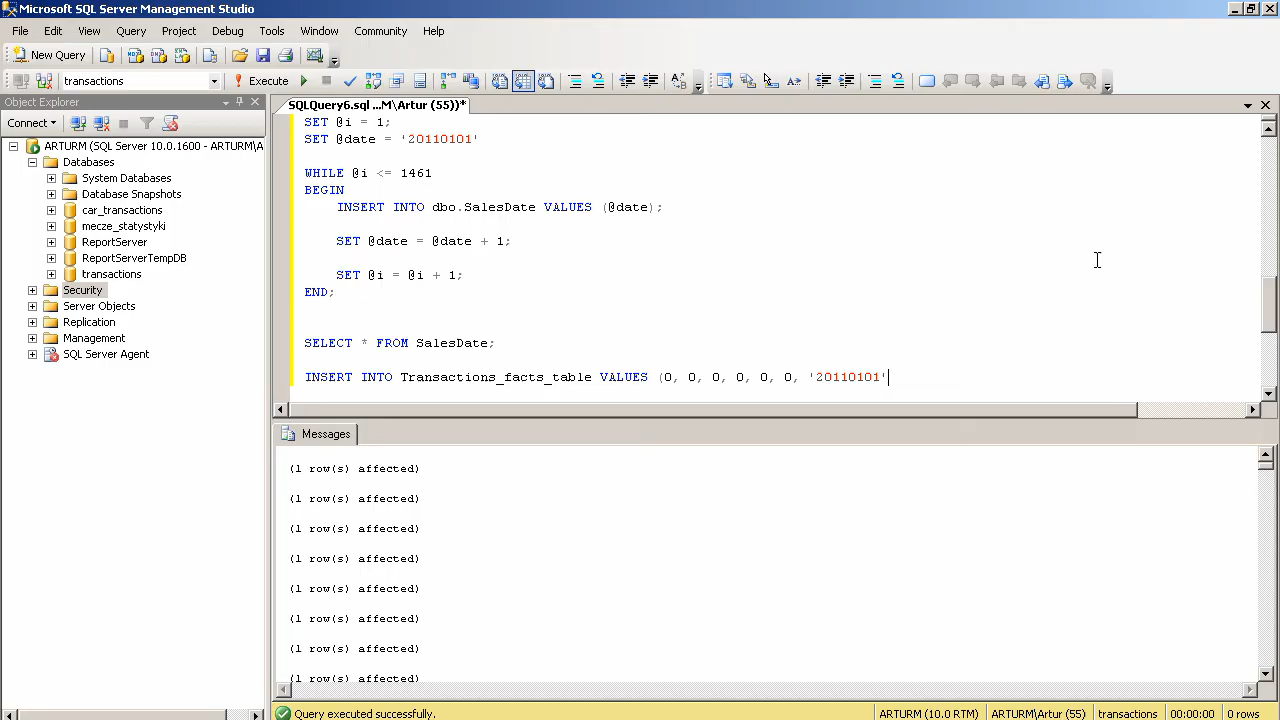 Microsoft SQL Server Management Studio
File Edit View Query Project Debug Tools Window Community Help
New Query
transactions Execute
Object Explorer
SQLQuery6.sql ...M\Artur (55))*
Connect
ARTURM (SQL Server 10.0.1600 - ARTURM\A
Databases
System Databases
Database Snapshots
car_transactions
mecze_statystyki
ReportServer
ReportServerTempDB
transactions
Security
Server Objects
Replication
Management
SQL Server Agent
SET @i = 1;
SET @date = '20110101'
WHILE @i <= 1461
BEGIN
INSERT INTO dbo.SalesDate VALUES (@date);
SET @date = @date + 1;
SET @i = @i + 1;
END;
SELECT * FROM SalesDate;
INSERT INTO Transactions_facts_table VALUES (0, 0, 0, 0, 0, 0, '20110101'
Messages
(1 row(s) affected)
(1 row(s) affected)
(1 row(s) affected)
(1 row(s) affected)
(1 row(s) affected)
(1 row(s) affected)
(1 row(s) affected)
(1 row(s) affected)
Query executed successfully. ARTURM (10.0 RTM) ARTURM\Artur (55) transactions 00:00:00 0 rows